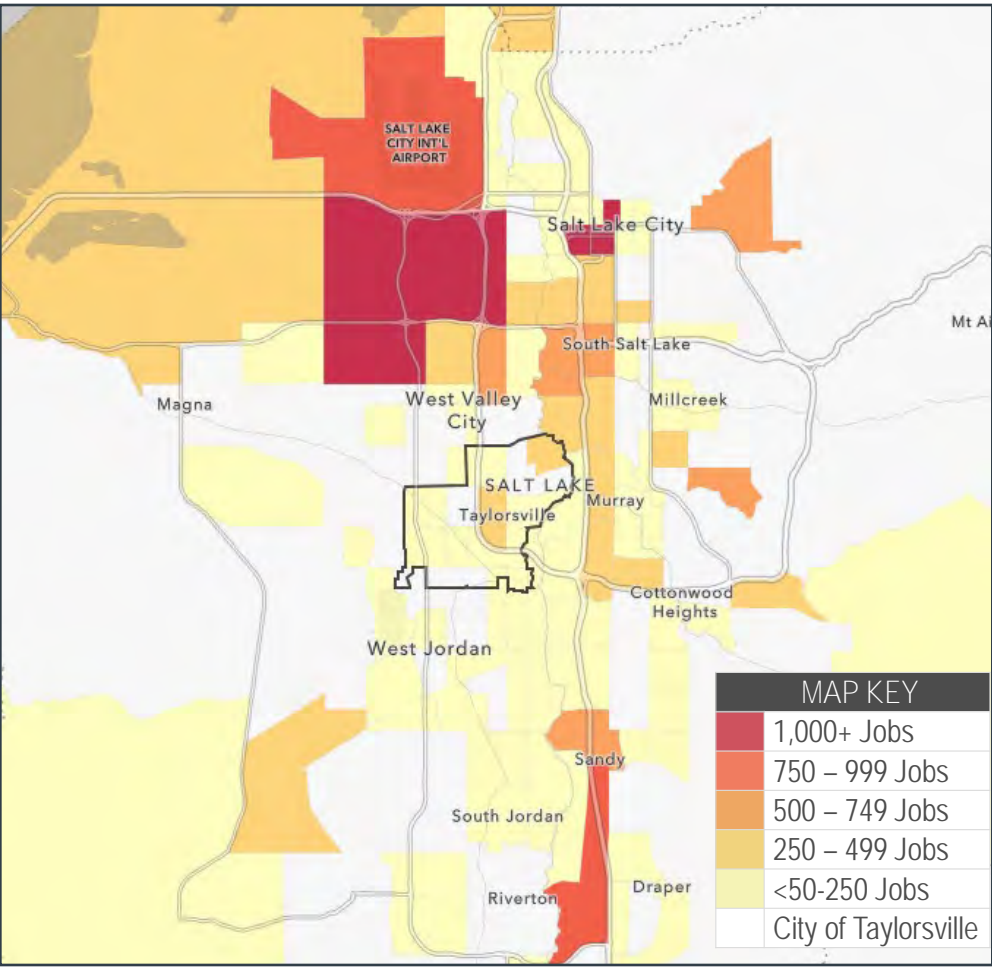 SALT LAKE
CITY INT'L
AIRPORT
Salt Lake City
Mt Ai
South Salt Lake
Magna
West Valley
City
Millcreek
SALT LAKE
Murray
Taylorsville
Cottonwood
Heights
West Jordan
Sandy
South Jordan
Riverton
Draper
MAP KEY
1,000+ Jobs
750 – 999 Jobs
500 – 749 Jobs
250 – 499 Jobs
<50-250 Jobs
City of Taylorsville